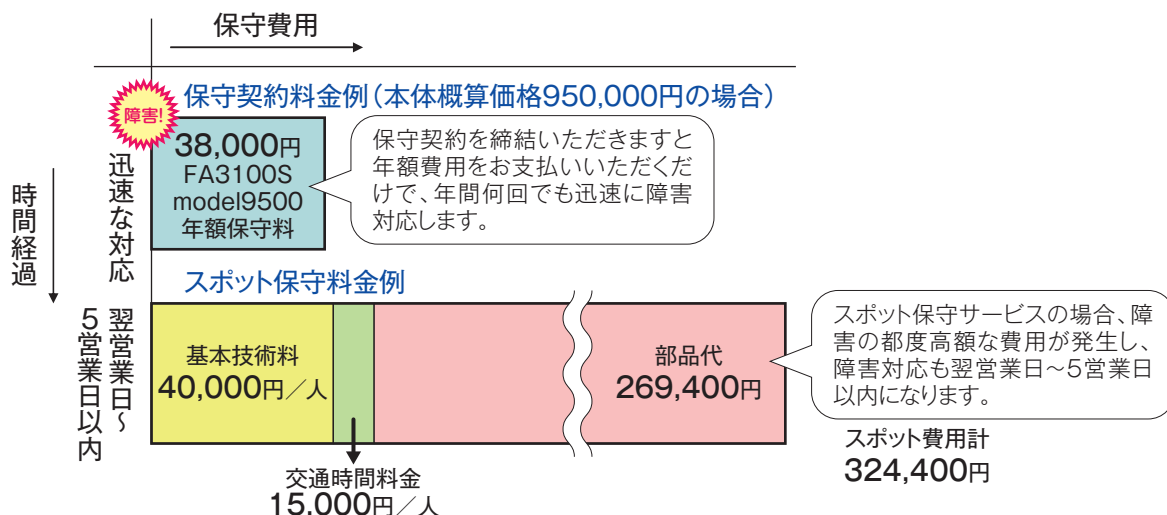 保守費用
保守契約料金例(本体概算価格950,000円の場合)
障害!
時間経過
迅速な対応
38,000円
FA3100S
model9500
年額保守料
保守契約を締結いただきますと
年額費用をお支払いいただくだ
けで、年間何回でも迅速に障害
対応します。
スポット保守料金例
翌営業日～
5営業日以内
基本技術料
40,000円／人
部品代
269,400円
スポット保守サービスの場合、障
害の都度高額な費用が発生し、
障害対応も翌営業日～5営業日
以内になります。
交通時間料金
15,000円／人
スポット費用計
324,400円